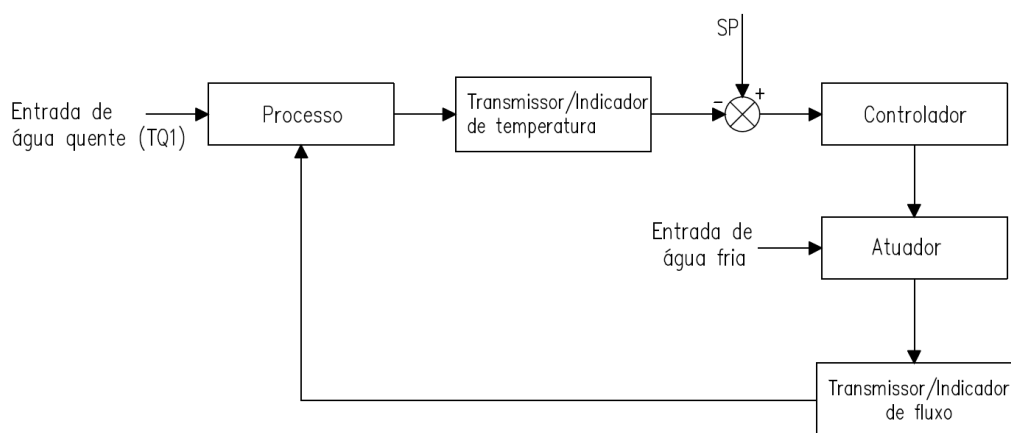 SP
Entrada de
água quente (TQ1)
Processo
Transmissor/Indicador
de temperatura
-
+
Controlador
Entrada de
água fria
Atuador
Transmissor/Indicador
de fluxo